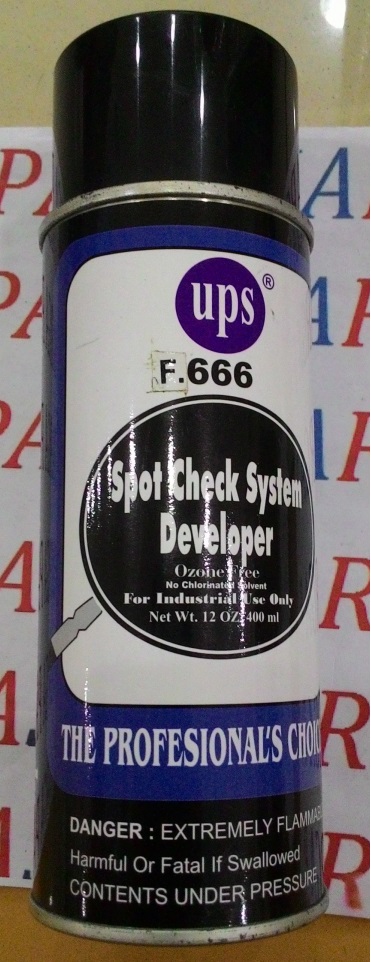 ups®
F.666
Spot Check System
Developer
Ozone Free
No Chlorinated Solvent
For Industrial Use Only
Net Wt. 12 OZ/400 ml
THE PROFESIONAL'S CHOIC
DANGER : EXTREMELY FLAMMAB
Harmful Or Fatal If Swallowed
CONTENTS UNDER PRESSURE